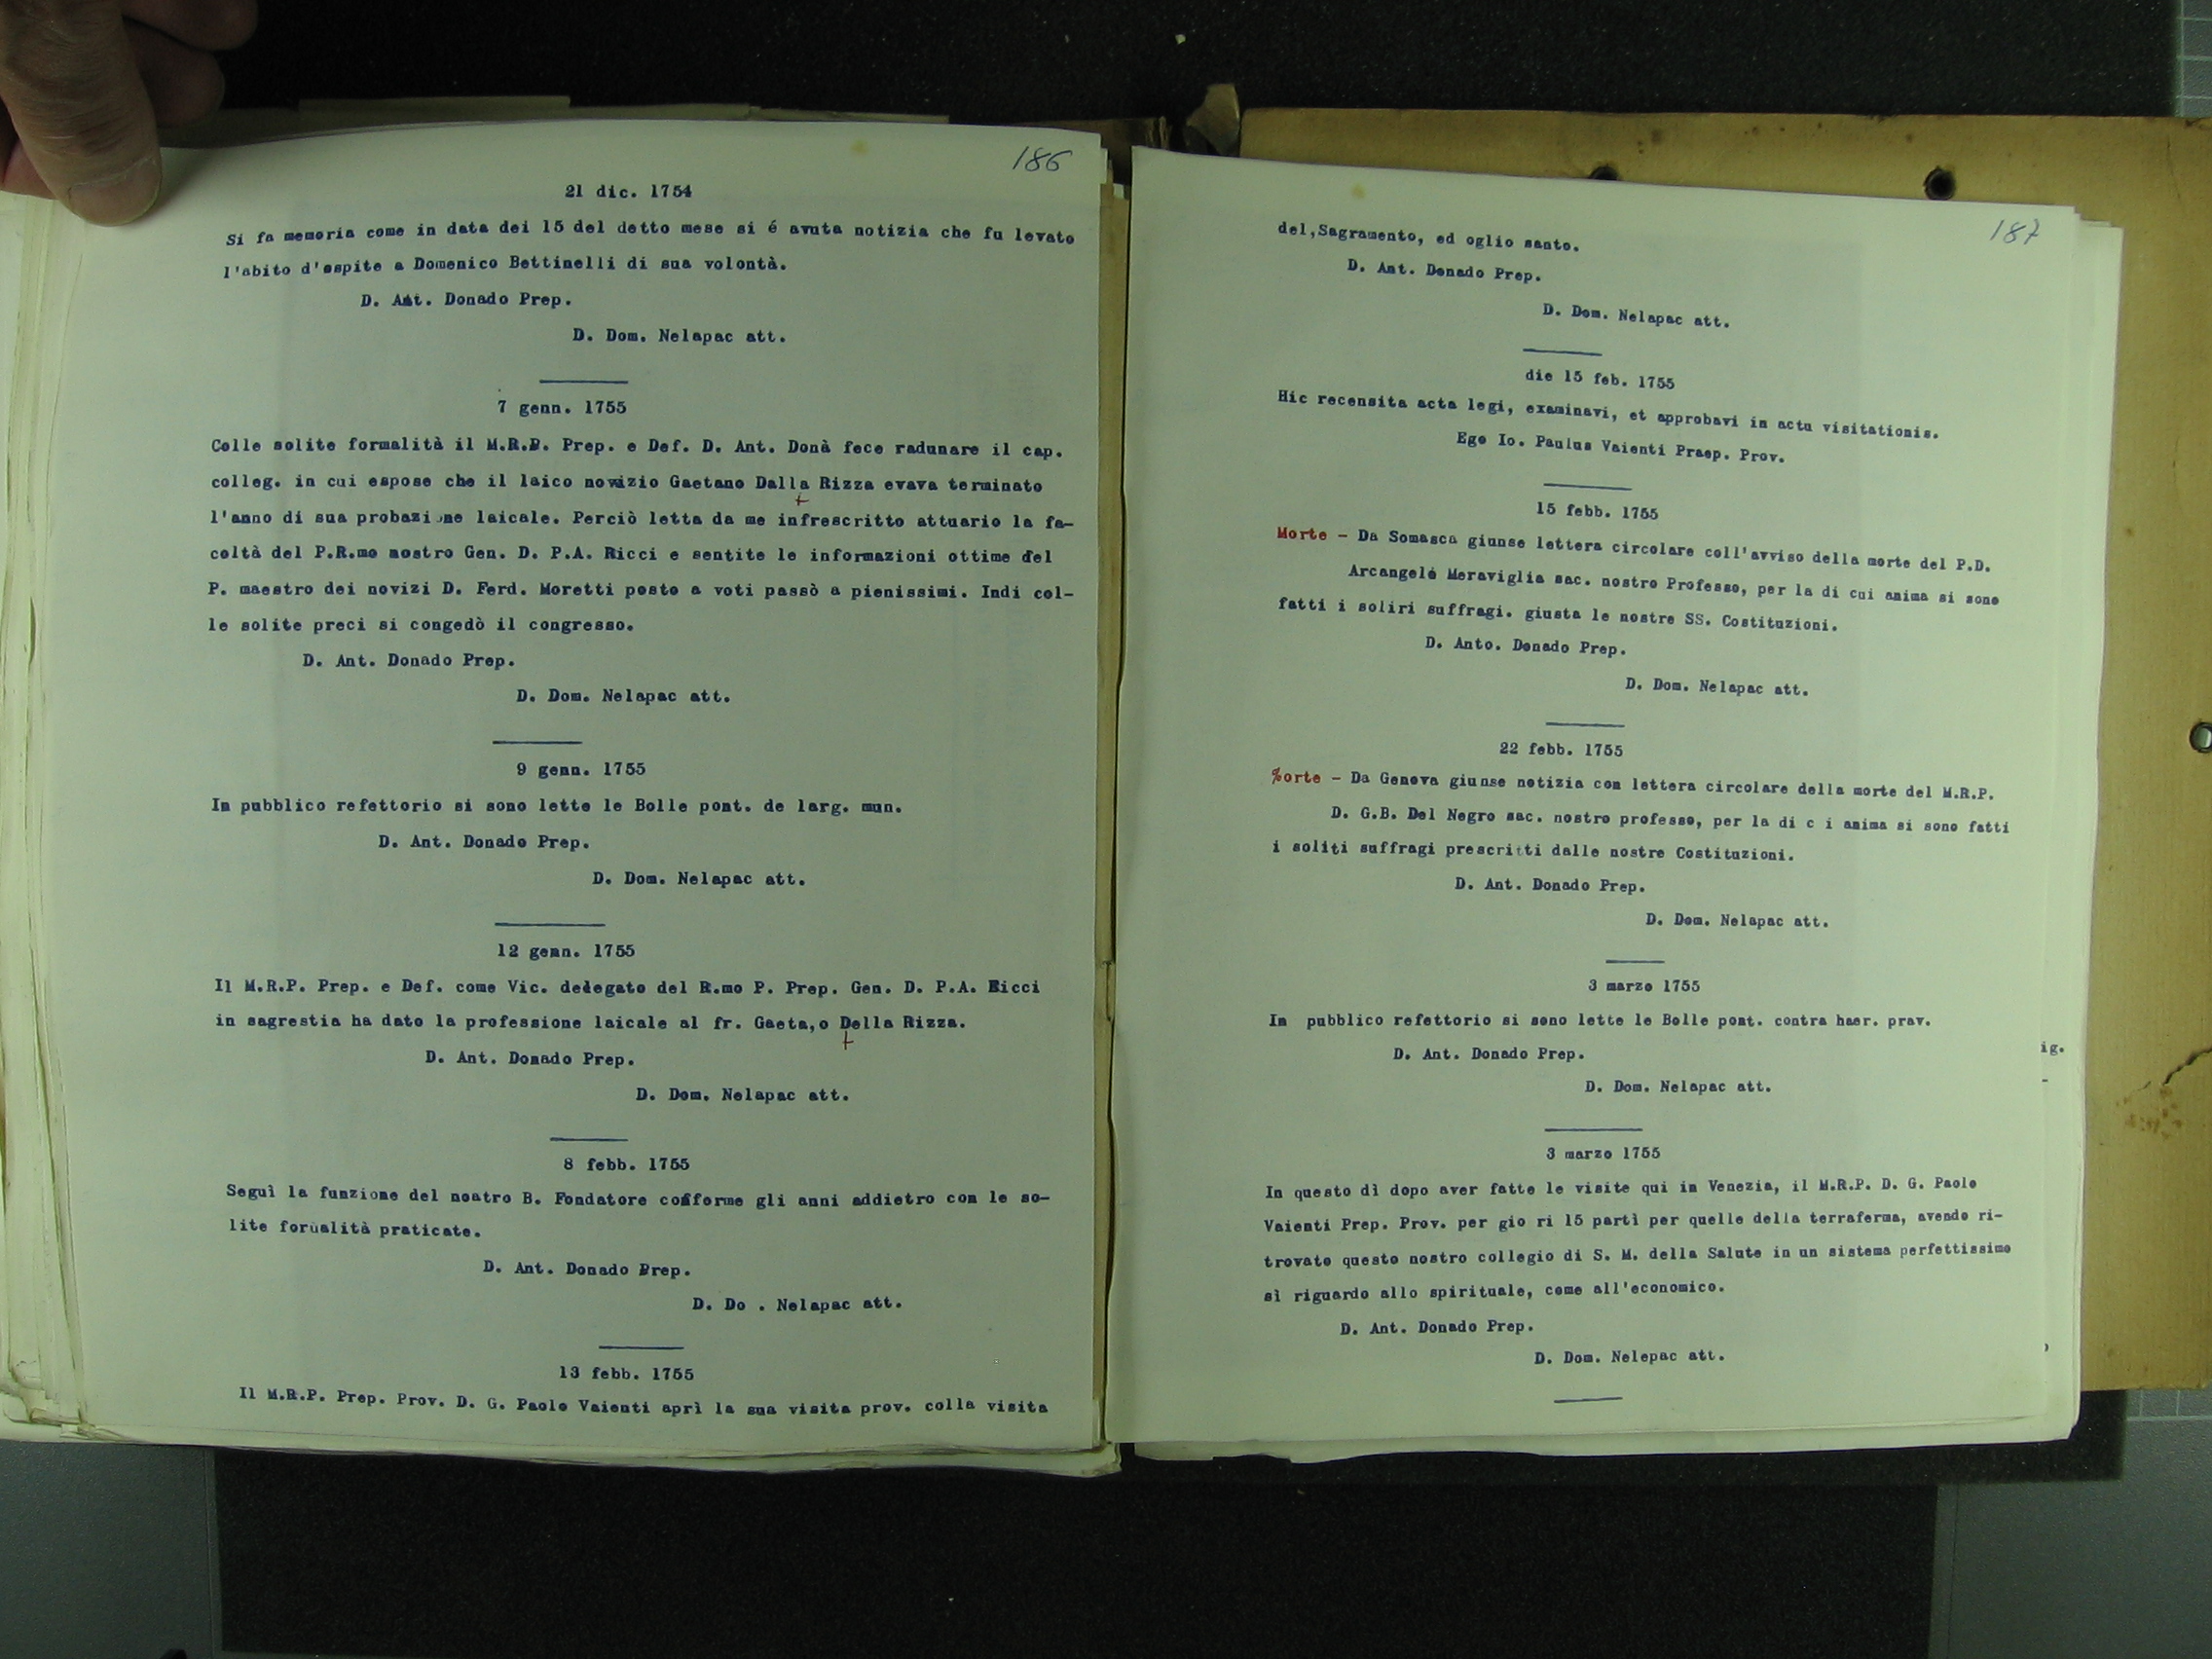 186
21 dic. 1754
Si fa memoria come in data dei 15 del detto mese si é avuta notizia che fu levato
l'abito d'ospite a Domenico Bettinelli di sua volontà.
D. Ant. Donado Prep.
D. Dom. Nelapac att.
7 genn. 1755
Colle solite formalità il M.R.P. Prep. e Def. D. Ant. Donà fece radunare il cap.
colleg. in cui espose che il laico novizio Gaetano Dalla Rizza evava terminato
l'anno di sua probazione laicale. Perciò letta da me infrescritto attuario la fa-
coltà del P.R.mo nostro Gen. D. P.A. Ricci e sentite le informazioni ottime del
P. maestro dei novizi D. Ferd. Moretti posto a voti passò a pienissimi. Indi col-
le solite preci si congedò il congresso.
D. Ant. Donado Prep.
D. Dom. Nelapac att.
9 genn. 1755
In pubblico refettorio si sono lette le Bolle pont. de larg. mun.
D. Ant. Donado Prep.
D. Dom. Nelapac att.
12 genn. 1755
Il M.R.P. Prep. e Def. come Vic. delegato del R.mo P. Prep. Gen. D. P.A. Ricci
in sagrestia ha dato la professione laicale al fr. Gaeta,o Della Rizza.
D. Ant. Donado Prep.
D. Dom. Nelapac att.
8 febb. 1755
Seguì la funzione del nostro B. Fondatore conforme gli anni addietro con le so-
lite forualità praticate.
D. Ant. Donado Prep.
D. Do . Nelapac att.
13 febb. 1755
Il M.R.P. Prep. Prov. D. G. Paolo Vaienti aprì la sua visita prov. colla visita
187
del,Sagramento, ed oglio santo.
D. Ant. Donado Prep.
D. Dom. Nelapac att.
die 15 feb. 1755
Hic recensita acta legi, examinavi, et approbavi in actu visitationis.
Ego Io. Paulus Vaienti Praep. Prov.
15 febb. 1755
Morte - Da Somasca giunse lettera circolare coll'avviso della morte del P.D.
Arcangelo Meraviglia sac. nostro Professo, per la di cui anima si sono
fatti i soliri suffragi. giusta le nostre SS. Costituzioni.
D. Anto. Donado Prep.
D. Dom. Nelapac att.
22 febb. 1755
%orte - Da Genova giunse notizia con lettera circolare della morte del M.R.P.
D. G.B. Del Negro sac. nostro professo, per la di c i anima si sono fatti
i soliti suffragi prescritti dalle nostre Costituzioni.
D. Ant. Donado Prep.
D. Dom. Nelapac att.
3 marzo 1755
In pubblico refettorio si sono lette le Bolle pont. contra haer. prav.
D. Ant. Donado Prep.
D. Dom. Nelapac att.
3 marzo 1755
In questo dì dopo aver fatte le visite qui in Venezia, il M.R.P. D. G. Paolo
Vaienti Prep. Prov. per gio ri 15 partì per quelle della terraferma, avendo ri-
trovato questo nostro collegio di S. M. della Salute in un sistema perfettissimo
sì riguardo allo spirituale, come all'economico.
D. Ant. Donado Prep.
D. Dom. Nelepac att.
ig.